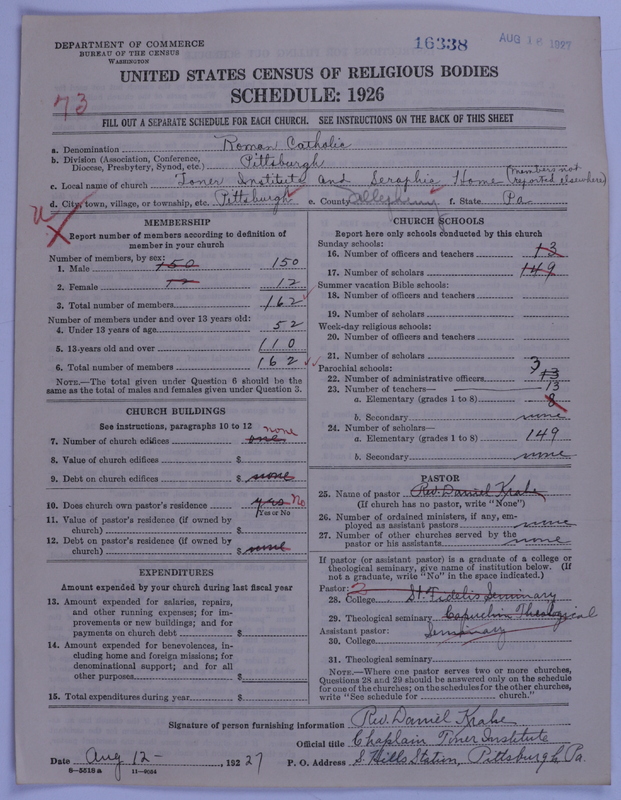 DEPARTMENT OF COMMERCE
BUREAU OF THE CENSUS
WASHINGTON
16338
AUG 16 1927
UNITED STATES CENSUS OF RELIGIOUS BODIES
SCHEDULE: 1926
73
FILL OUT A SEPARATE SCHEDULE FOR EACH CHURCH. SEE INSTRUCTIONS ON THE BACK OF THIS SHEET
a. Denomination Roman Catholic
b. Division (Association, Conference, Diocese, Presbytery, Synod, etc.) Pittsburgh
c. Local name of church Toner Institute and Seraphic Home (members not reported elsewhere)
d. City, town, village, or township, etc. Pittsburgh e. County Allegheny f. State Pa.
MEMBERSHIP
Report number of members according to definition of
member in your church
Number of members, by sex:
1. Male 150 150
2. Female 12 12
3. Total number of members 162
Number of members under and over 13 years old:
4. Under 13 years of age 52
5. 13 years old and over 110
6. Total number of members 162
NOTE.—The total given under Question 6 should be the
same as the total of males and females given under Question 3.
CHURCH BUILDINGS
See instructions, paragraphs 10 to 12
none
7. Number of church edifices one
8. Value of church edifices $
9. Debt on church edifices $ none
10. Does church own pastor's residence yes No
Yes or No
11. Value of pastor's residence (if owned by
church) $
12. Debt on pastor's residence (if owned by
church) $ none
EXPENDITURES
Amount expended by your church during last fiscal year
13. Amount expended for salaries, repairs,
and other running expenses; for im-
provements or new buildings; and for
payments on church debt $
14. Amount expended for benevolences, in-
cluding home and foreign missions; for
denominational support; and for all
other purposes $
15. Total expenditures during year $
CHURCH SCHOOLS
Report here only schools conducted by this church
Sunday schools:
16. Number of officers and teachers 13
17. Number of scholars 149
Summer vacation Bible schools:
18. Number of officers and teachers
19. Number of scholars
Week-day religious schools:
20. Number of officers and teachers
21. Number of scholars
Parochial schools:
22. Number of administrative officers 3 13
23. Number of teachers— 13
a. Elementary (grades 1 to 8) 8
b. Secondary none
24. Number of scholars—
a. Elementary (grades 1 to 8) 149
b. Secondary none
PASTOR
25. Name of pastor Rev. Daniel Krahe
(If church has no pastor, write "None")
26. Number of ordained ministers, if any, em-
ployed as assistant pastors none
27. Number of other churches served by the
pastor or his assistants none
If pastor (or assistant pastor) is a graduate of a college or
theological seminary, give name of institution below. (If
not a graduate, write "No" in the space indicated.)
Pastor:
28. College St. Fidelis Seminary
29. Theological seminary Capuchin Theological
Assistant pastor: Seminary
30. College
31. Theological seminary
NOTE.—Where one pastor serves two or more churches,
Questions 28 and 29 should be answered only on the schedule
for one of the churches; on the schedules for the other churches,
write "See schedule for church."
Signature of person furnishing information Rev. Daniel Krahe
Official title Chaplain Toner Institute
Date Aug 12- , 192 27 P. O. Address S. Hills Station, Pittsburgh, Pa.
8-5518a 11-9054